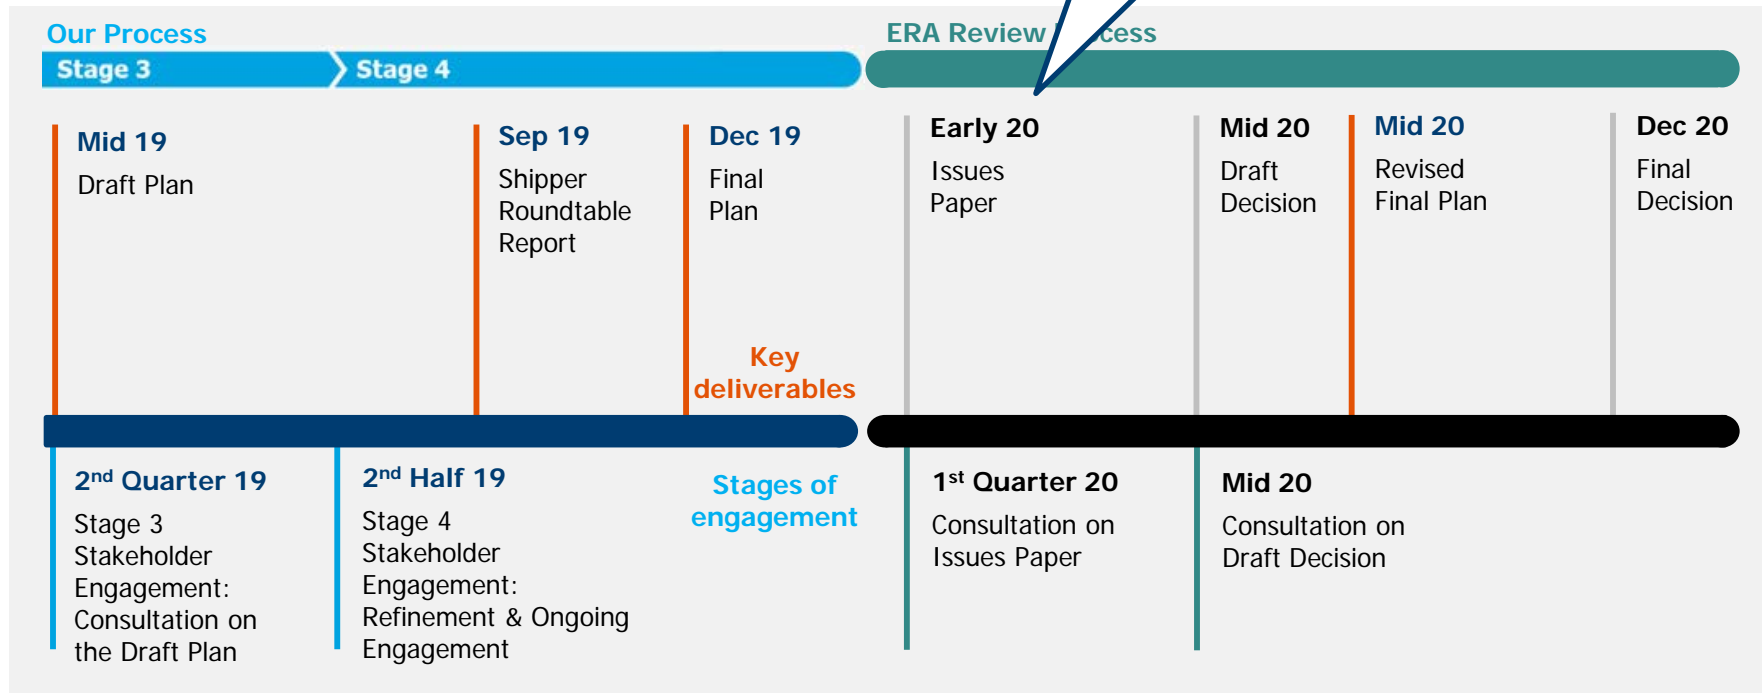 Our Process
Stage 3
Stage 4
Mid 19
Draft Plan
Sep 19
Shipper
Roundtable
Report
Dec 19
Final
Plan
Key
deliverables
2nd Quarter 19
Stage 3
Stakeholder
Engagement:
Consultation on
the Draft Plan
2nd Half 19
Stage 4
Stakeholder
Engagement:
Refinement & Ongoing
Engagement
Stages of
engagement
ERA Review
Early 20
Issues
Paper
Mid 20
Draft
Decision
Mid 20
Revised
Final Plan
Dec 20
Final
Decision
1st Quarter 20
Consultation on
Issues Paper
Mid 20
Consultation on
Draft Decision